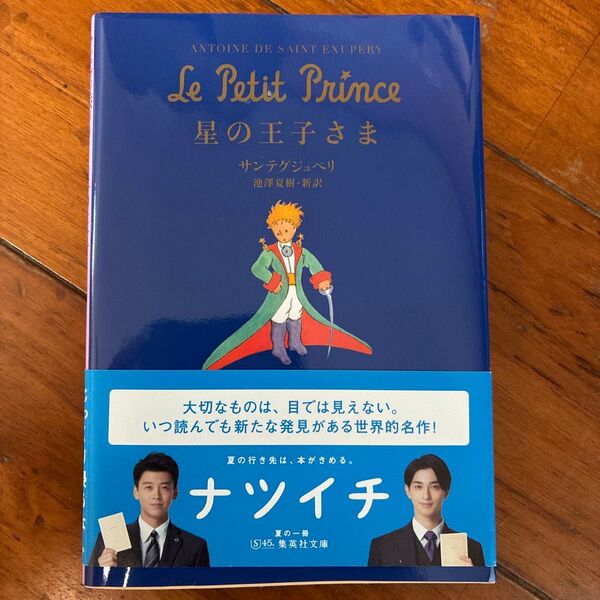 ANTOINE DE SAINT EXUPÉRY
Le Petit Prince
星の王子さま
サンテグジュペリ
池澤夏樹・新訳
大切なものは、目では見えない。
いつ読んでも新たな発見がある世界的名作!
夏の行き先は、本がきめる。
ナツイチ
夏の一冊
S 45. 集英社文庫